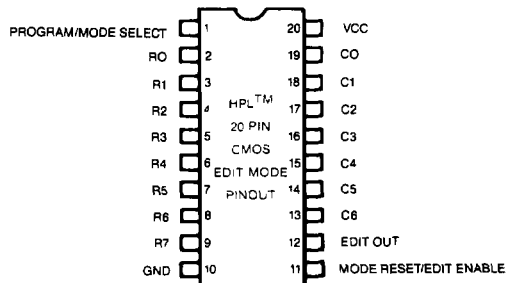 PROGRAM/MODE SELECT 1 20 VCC
RO 2 19 CO
R1 3 18 C1
R2 4 17 C2
R3 5 16 C3
R4 6 15 C4
R5 7 14 C5
R6 8 13 C6
R7 9 12 EDIT OUT
GND 10 11 MODE RESET/EDIT ENABLE
HPL™
20 PIN
CMOS
EDIT MODE
PINOUT